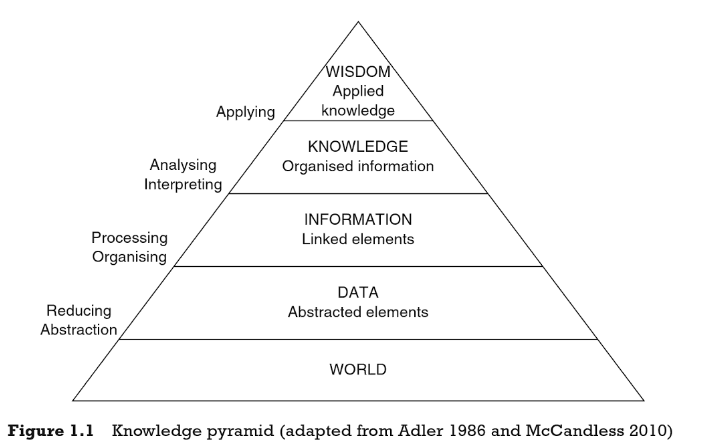 WISDOM
Applied
knowledge
Applying
KNOWLEDGE
Organised information
Analysing
Interpreting
INFORMATION
Linked elements
Processing
Organising
DATA
Abstracted elements
Reducing
Abstraction
WORLD
Figure 1.1 Knowledge pyramid (adapted from Adler 1986 and McCandless 2010)